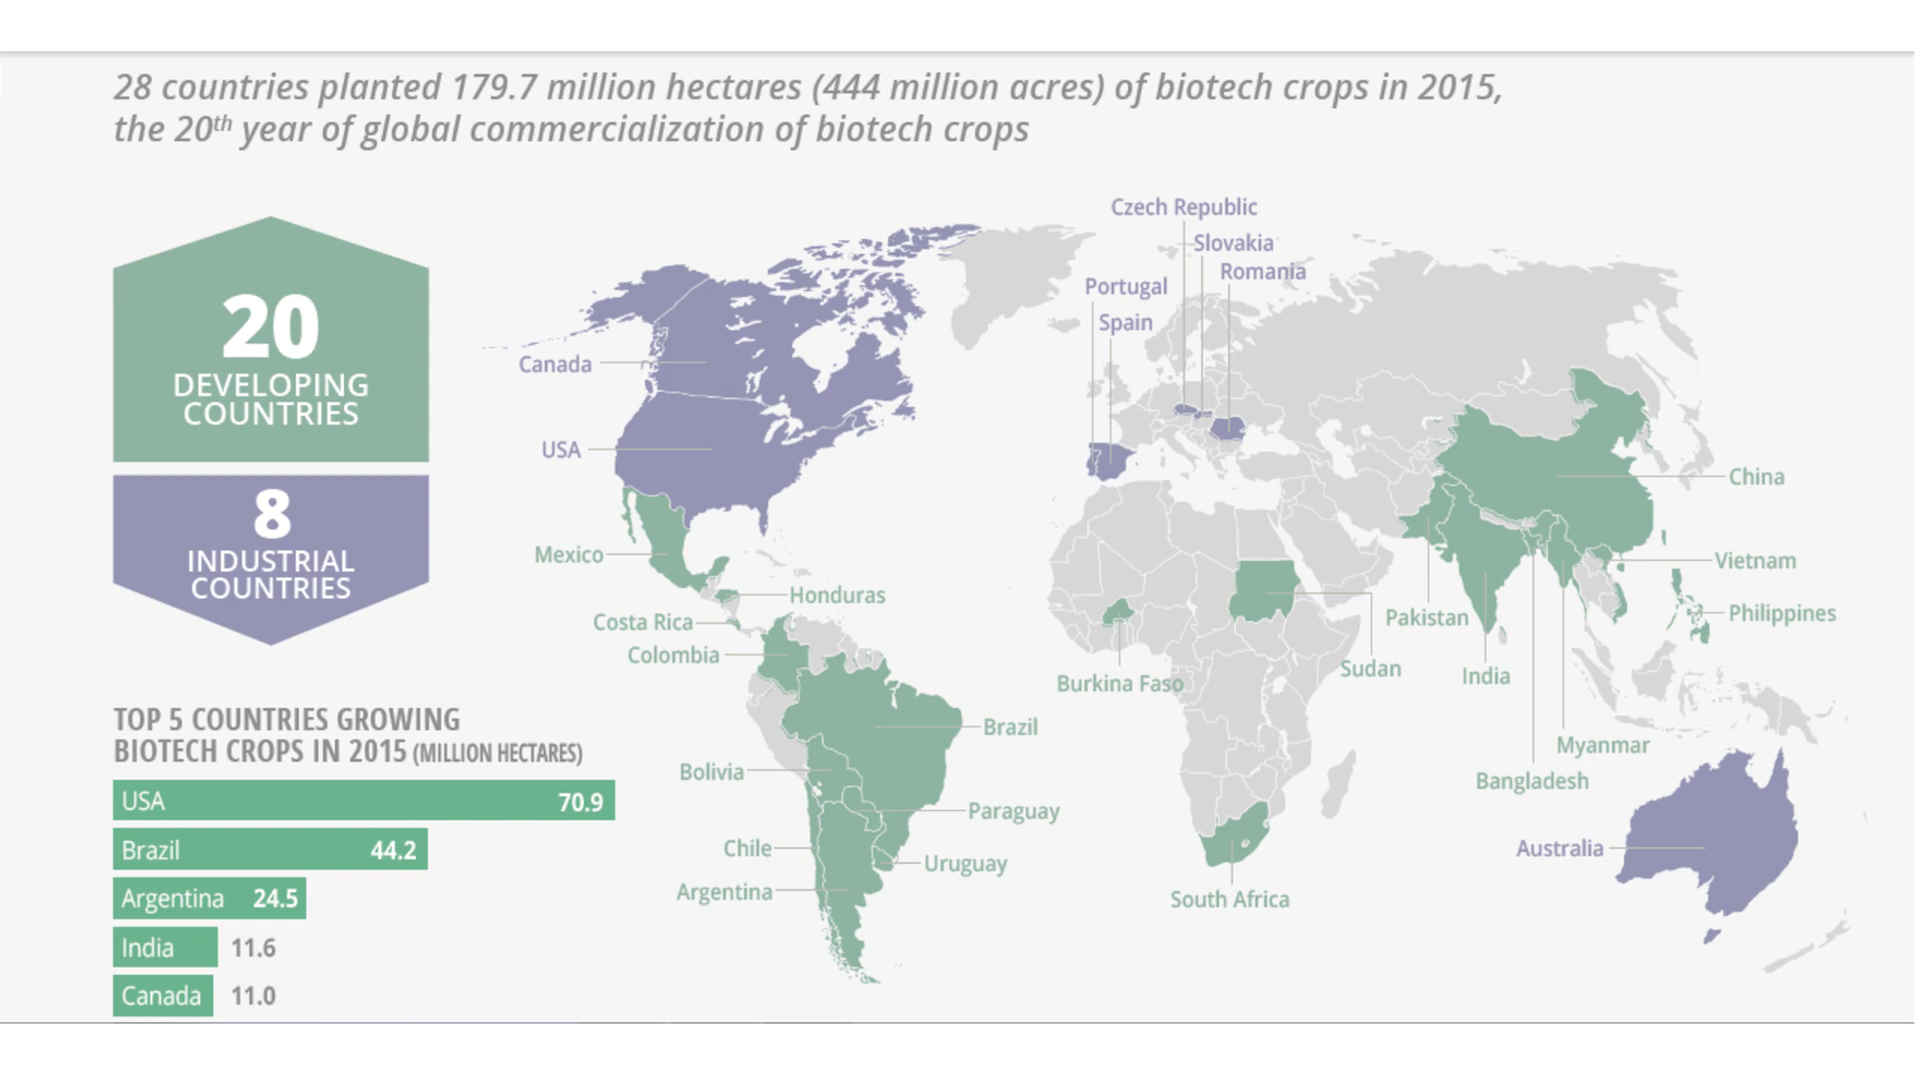 28 countries planted 179.7 million hectares (444 million acres) of biotech crops in 2015,
the 20th year of global commercialization of biotech crops
20
DEVELOPING
COUNTRIES
8
INDUSTRIAL
COUNTRIES
TOP 5 COUNTRIES GROWING
BIOTECH CROPS IN 2015 (MILLION HECTARES)
USA 70.9
Brazil 44.2
Argentina 24.5
India 11.6
Canada 11.0
Czech Republic
Slovakia
Romania
Portugal
Spain
Canada
USA
Mexico
Honduras
Costa Rica
Colombia
Brazil
Bolivia
Paraguay
Chile
Uruguay
Argentina
Burkina Faso
Sudan
South Africa
China
Vietnam
Philippines
Pakistan
India
Myanmar
Bangladesh
Australia